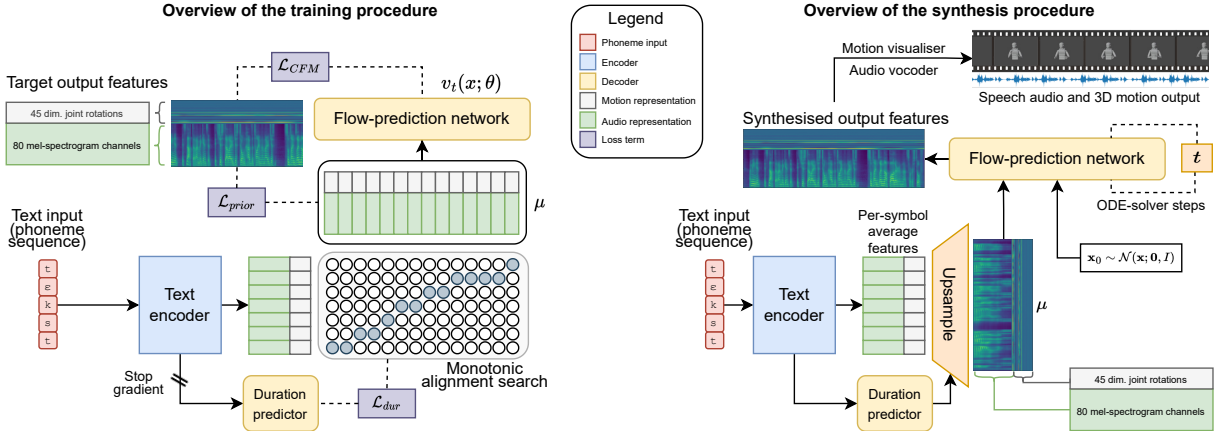 Overview of the training procedure
Target output features
45 dim. joint rotations
80 mel-spectrogram channels
ℒ_CFM
v_t(x; θ)
Flow-prediction network
ℒ_prior
μ
Text input
(phoneme
sequence)
t
ε
k
s
t
Text
encoder
Stop
gradient
Duration
predictor
ℒ_dur
Monotonic
alignment search
Legend
Phoneme input
Encoder
Decoder
Motion representation
Audio representation
Loss term
Overview of the synthesis procedure
Motion visualiser
Audio vocoder
Speech audio and 3D motion output
Synthesised output features
Flow-prediction network
t
ODE-solver steps
Text input
(phoneme
sequence)
t
ε
k
s
t
Text
encoder
Per-symbol
average
features
Upsample
μ
x₀ ∼ 𝒩(x; 0, I)
Duration
predictor
45 dim. joint rotations
80 mel-spectrogram channels